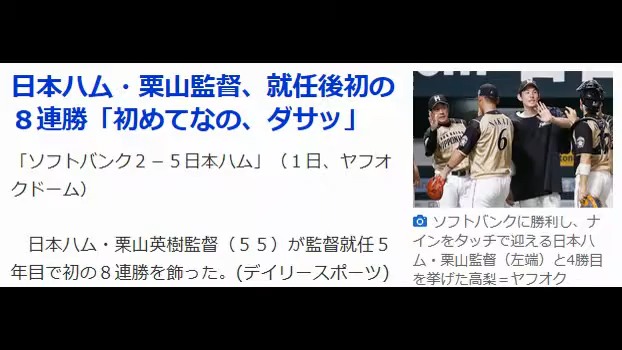 日本ハム・栗山監督、就任後初の
８連勝「初めてなの、ダサッ」
「ソフトバンク２－５日本ハム」（１日、ヤフオ
クドーム）
日本ハム・栗山英樹監督（５５）が監督就任５
年目で初の８連勝を飾った。(デイリースポーツ)
ソフトバンクに勝利し、ナ
インをタッチで迎える日本ハ
ム・栗山監督（左端）と4勝目
を挙げた高梨＝ヤフオク